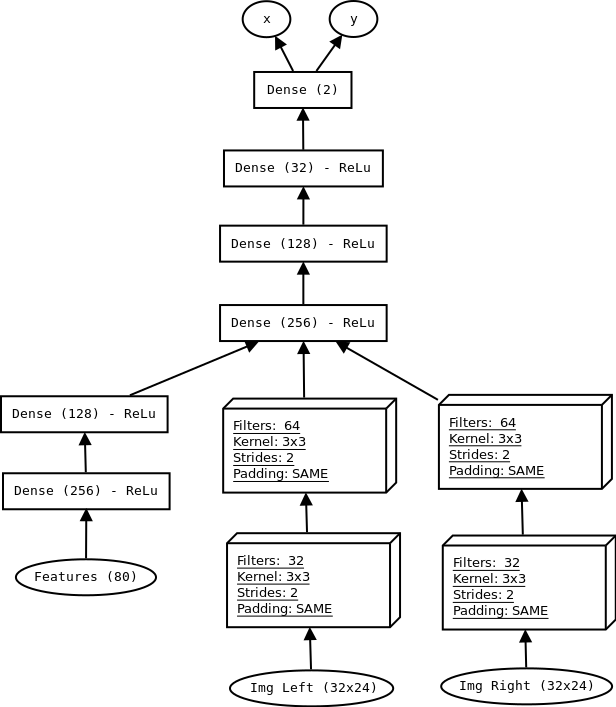 x
y
Dense (2)
Dense (32) - ReLu
Dense (128) - ReLu
Dense (256) - ReLu
Dense (128) - ReLu
Dense (256) - ReLu
Features (80)
Filters:  64
Kernel: 3x3
Strides: 2
Padding: SAME
Filters:  32
Kernel: 3x3
Strides: 2
Padding: SAME
Img Left (32x24)
Filters:  64
Kernel: 3x3
Strides: 2
Padding: SAME
Filters:  32
Kernel: 3x3
Strides: 2
Padding: SAME
Img Right (32x24)